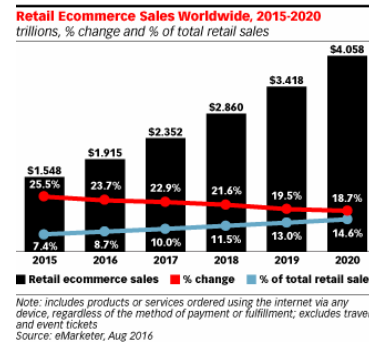 Retail Ecommerce Sales Worldwide, 2015-2020
trillions, % change and % of total retail sales
$4.058
$3.418
$2.860
$2.352
$1.915
$1.548
25.5% 23.7% 22.9% 21.6% 19.5% 18.7%
7.4% 8.7% 10.0% 11.5% 13.0% 14.6%
2015 2016 2017 2018 2019 2020
Retail ecommerce sales % change % of total retail sale
Note: includes products or services ordered using the internet via any
device, regardless of the method of payment or fulfillment; excludes trave
and event tickets
Source: eMarketer, Aug 2016